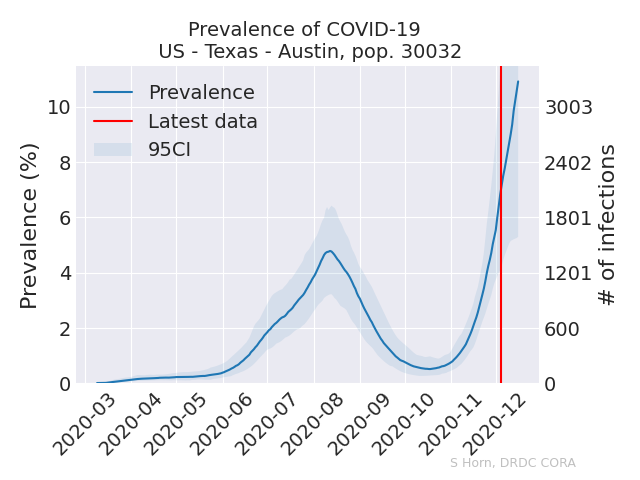 Prevalence of COVID-19
US - Texas - Austin, pop. 30032
Prevalence
Latest data
95CI
Prevalence (%)
10
8
6
4
2
0
3003
2402
1801
1201
600
0
# of infections
2020-03
2020-04
2020-05
2020-06
2020-07
2020-08
2020-09
2020-10
2020-11
2020-12
S Horn, DRDC CORA